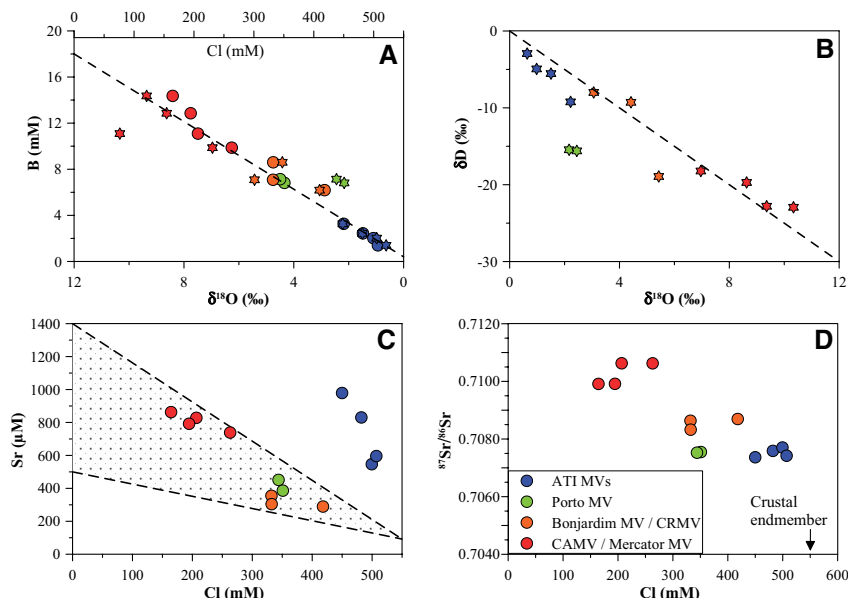 0 100 200 300 400 500
Cl (mM)
A
20
16
12
8
4
0
B (mM)
12 8 4 0
δ¹⁸O (‰)
B
0
-10
-20
-30
δD (‰)
0 4 8 12
δ¹⁸O (‰)
C
1400
1200
1000
800
600
400
200
0
Sr (µM)
0 100 200 300 400 500
Cl (mM)
D
0.7120
0.7100
0.7080
0.7060
0.7040
⁸⁷Sr/⁸⁶Sr
ATI MVs
Porto MV
Bonjardim MV / CRMV
CAMV / Mercator MV
Crustal
endmember
0 100 200 300 400 500 600
Cl (mM)